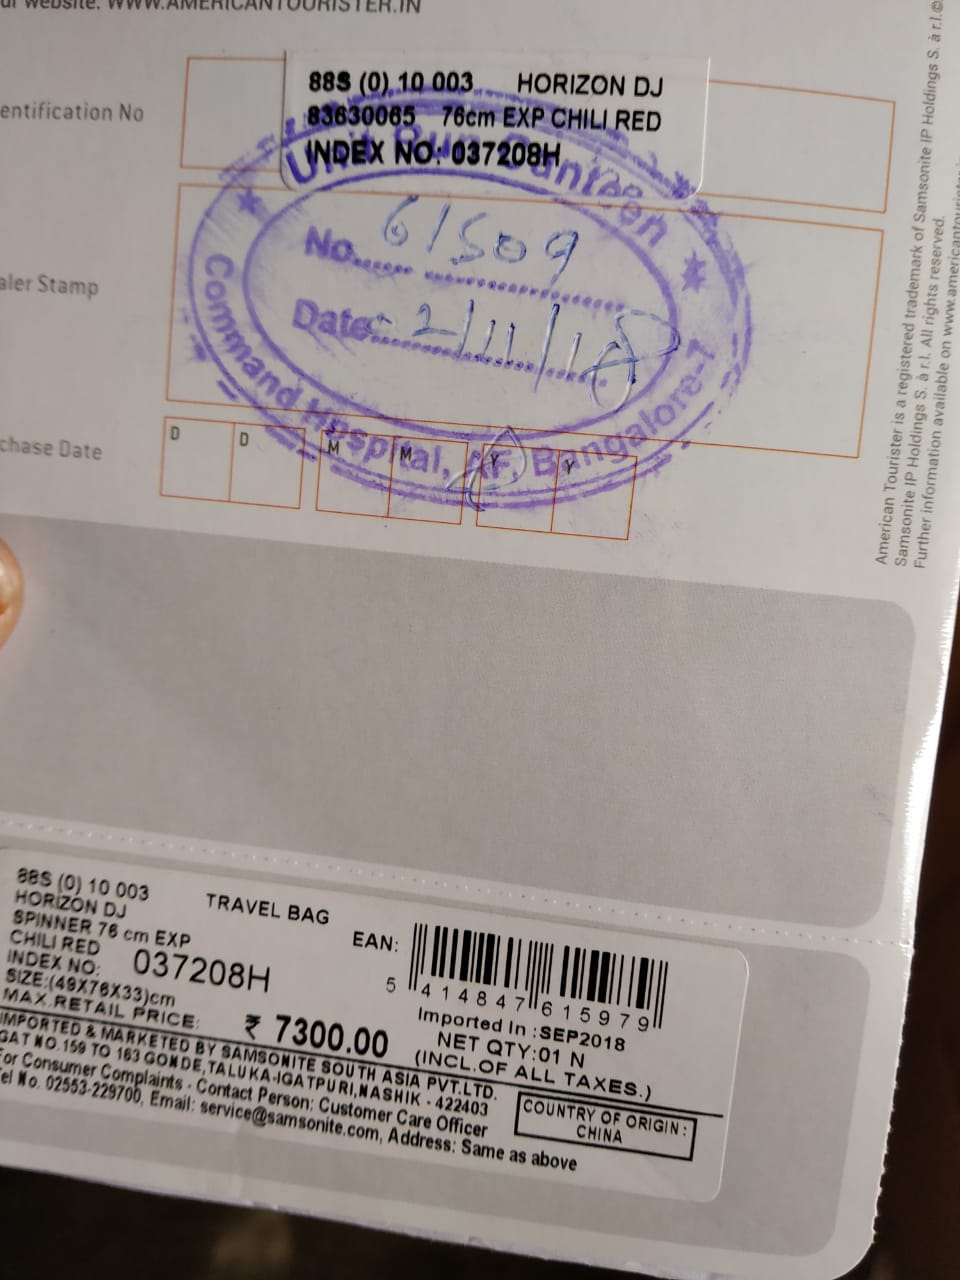 website: WWW.AMERICANTOURISTER.IN
entification No
88S (0) 10 003 HORIZON DJ
83630065 76cm EXP CHILI RED
INDEX NO: 037208H
Unit Run Canteen
No. 61509
Date 2/11/18
Command Hospital, AF, Bangalore-7
aler Stamp
chase Date
D D M M Y Y
American Tourister is a registered trademark of Samsonite IP Holdings S. à r.l.©
Samsonite IP Holdings S. à r.l. All rights reserved.
Further information available on www.americantourister
88S (0) 10 003
HORIZON DJ
SPINNER 76 cm EXP
CHILI RED
TRAVEL BAG
INDEX NO: 037208H
SIZE:(49X76X33)cm
MAX.RETAIL PRICE: ₹ 7300.00
EAN:
5 414847 615979
Imported In :SEP2018
NET QTY:01 N
(INCL.OF ALL TAXES.)
IMPORTED & MARKETED BY SAMSONITE SOUTH ASIA PVT.LTD.
GAT NO.159 TO 163 GONDE,TALUKA-IGATPURI,NASHIK - 422403
For Consumer Complaints - Contact Person: Customer Care Officer
Tel No. 02553-229700, Email: service@samsonite.com, Address: Same as above
COUNTRY OF ORIGIN:
CHINA